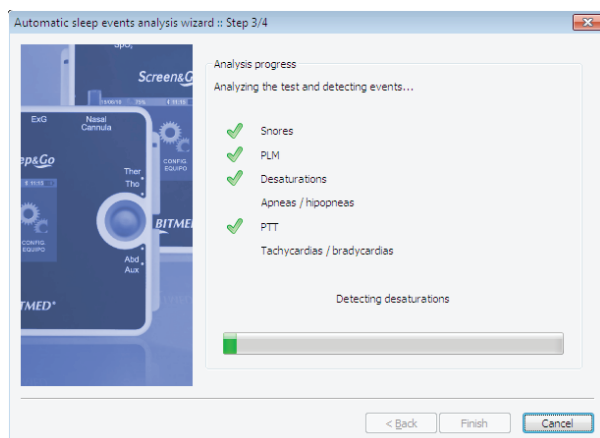 Automatic sleep events analysis wizard :: Step 3/4
SpO₂
Screen&G
ExG
Nasal
Cannula
CONFIG.
EQUIPO
ep&Go
Ther
Tho
CONFIG.
EQUIPO
BITME
Abd
Aux
TMED®
Analysis progress
Analyzing the test and detecting events...
Snores
PLM
Desaturations
Apneas / hipopneas
PTT
Tachycardias / bradycardias
Detecting desaturations
< Back
Finish
Cancel